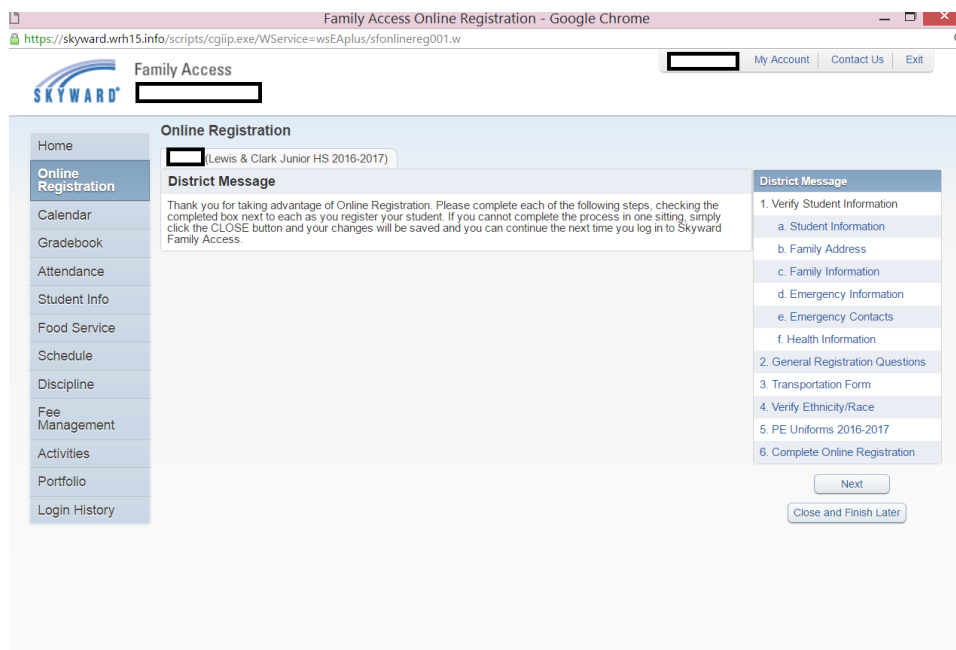 Family Access Online Registration - Google Chrome
https://skyward.wrh15.info/scripts/cgiip.exe/WService=wsEAplus/sfonlinereg001.w
SKYWARD
Family Access
My Account
Contact Us
Exit
Home
Online
Registration
Calendar
Gradebook
Attendance
Student Info
Food Service
Schedule
Discipline
Fee
Management
Activities
Portfolio
Login History
Online Registration
(Lewis & Clark Junior HS 2016-2017)
District Message
Thank you for taking advantage of Online Registration. Please complete each of the following steps, checking the
completed box next to each as you register your student. If you cannot complete the process in one sitting, simply
click the CLOSE button and your changes will be saved and you can continue the next time you log in to Skyward
Family Access.
District Message
1. Verify Student Information
a. Student Information
b. Family Address
c. Family Information
d. Emergency Information
e. Emergency Contacts
f. Health Information
2. General Registration Questions
3. Transportation Form
4. Verify Ethnicity/Race
5. PE Uniforms 2016-2017
6. Complete Online Registration
Next
Close and Finish Later